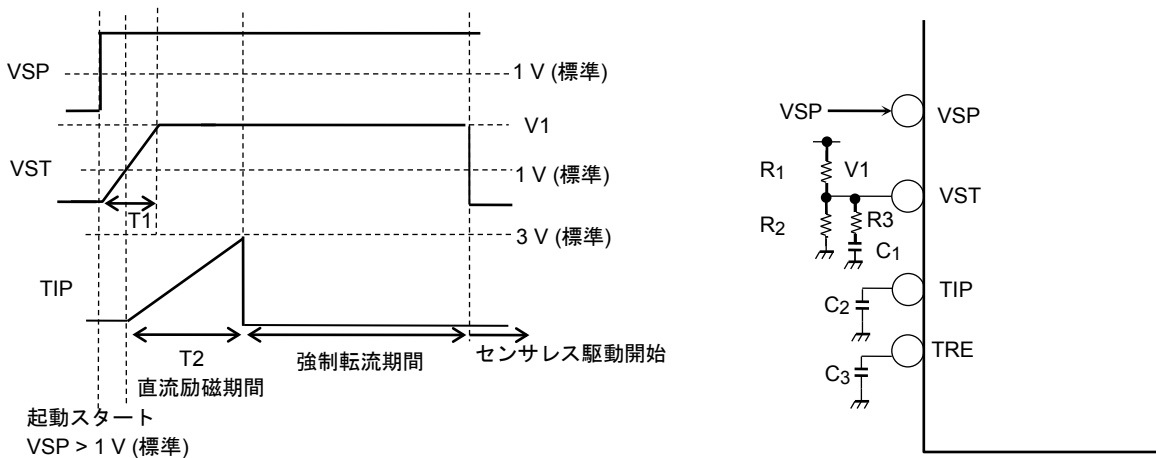 VSP
1 V (標準)
V1
VST
1 V (標準)
T1
3 V (標準)
TIP
T2
直流励磁期間
強制転流期間
センサレス駆動開始
起動スタート
VSP > 1 V (標準)
VSP
VSP
R1
V1
VST
R2
R3
C1
TIP
C2
TRE
C3